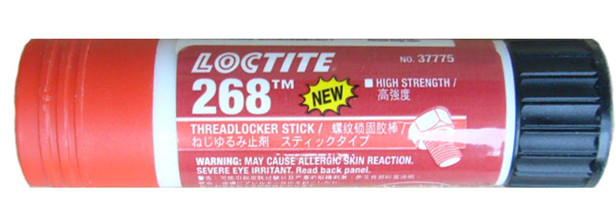 LOCTITE
NO. 37775
268™
NEW
■ HIGH STRENGTH /
高強度
THREADLOCKER STICK / 螺纹锁固胶棒 /
ねじゆるみ止剤 スティックタイプ
WARNING: MAY CAUSE ALLERGIC SKIN REACTION.
SEVERE EYE IRRITANT. Read back panel.